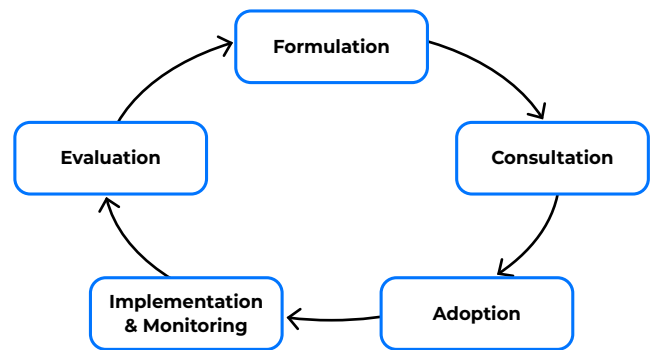 Formulation
Consultation
Adoption
Implementation
& Monitoring
Evaluation